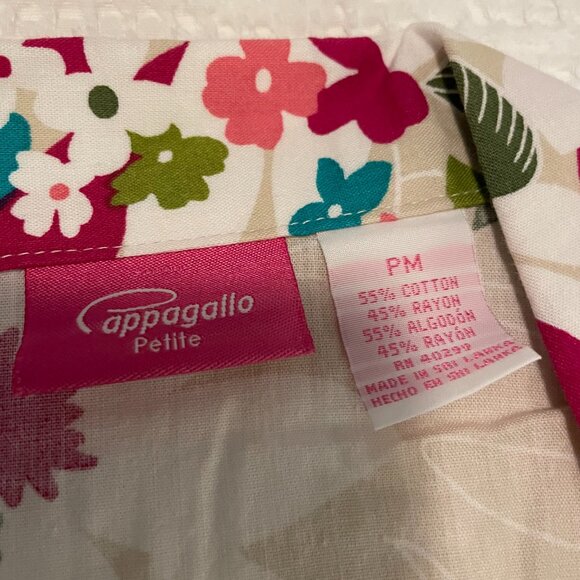 Pappagallo
Petite
PM
55% COTTON
45% RAYON
55% ALGODÓN
45% RAYÓN
RN 40299
MADE IN SRI LANKA
HECHO EN SRI LANKA